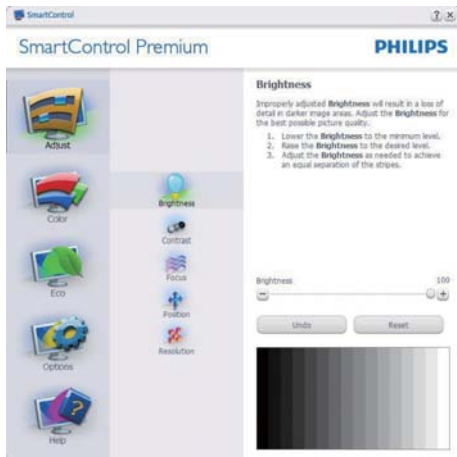 SmartControl
? x
SmartControl Premium
PHILIPS
Adjust
Color
Eco
Options
Help
Brightness
Contrast
Focus
Position
Resolution
Brightness
Improperly adjusted Brightness will result in a loss of
detail in darker image areas. Adjust the Brightness for
the best possible picture quality.
1. Lower the Brightness to the minimum level.
2. Raise the Brightness to the desired level.
3. Adjust the Brightness as needed to achieve
an equal separation of the stripes.
Brightness 100
Undo Reset